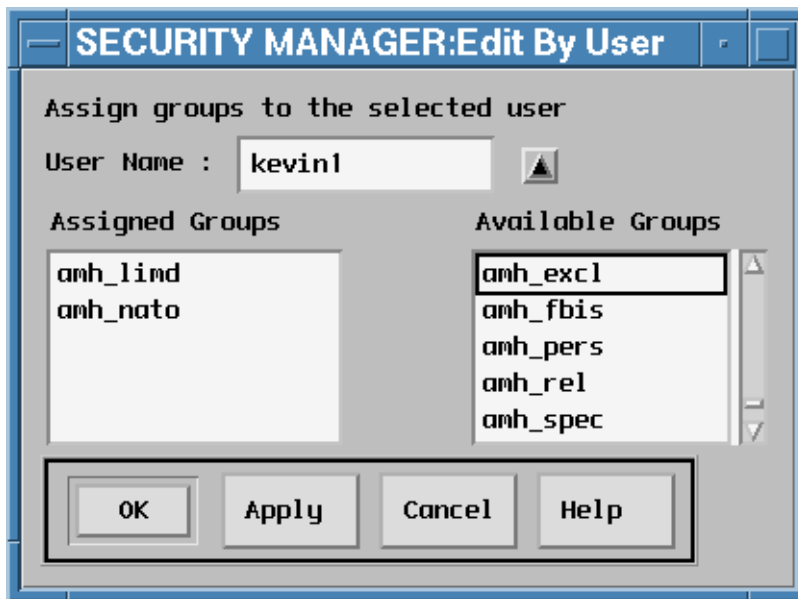 SECURITY MANAGER:Edit By User
Assign groups to the selected user
User Name : kevin1
Assigned Groups
amh_limd
amh_nato
Available Groups
amh_excl
amh_fbis
amh_pers
amh_rel
amh_spec
OK Apply Cancel Help